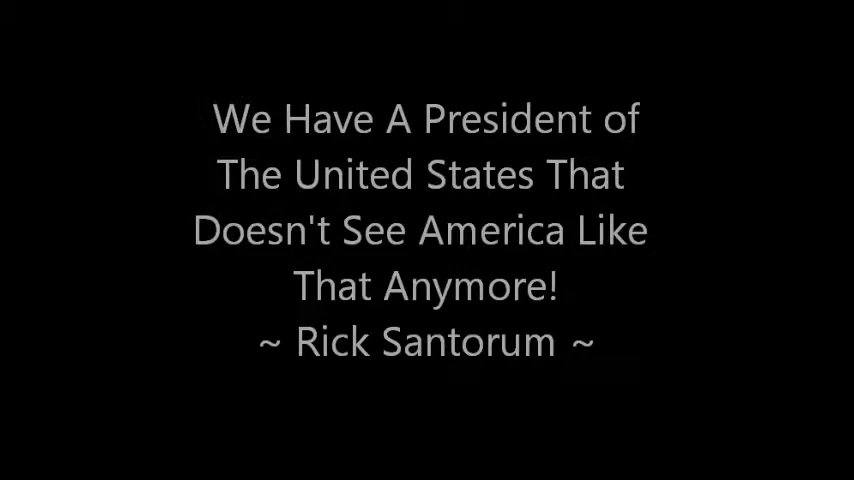 We Have A President of
The United States That
Doesn't See America Like
That Anymore!
~ Rick Santorum ~